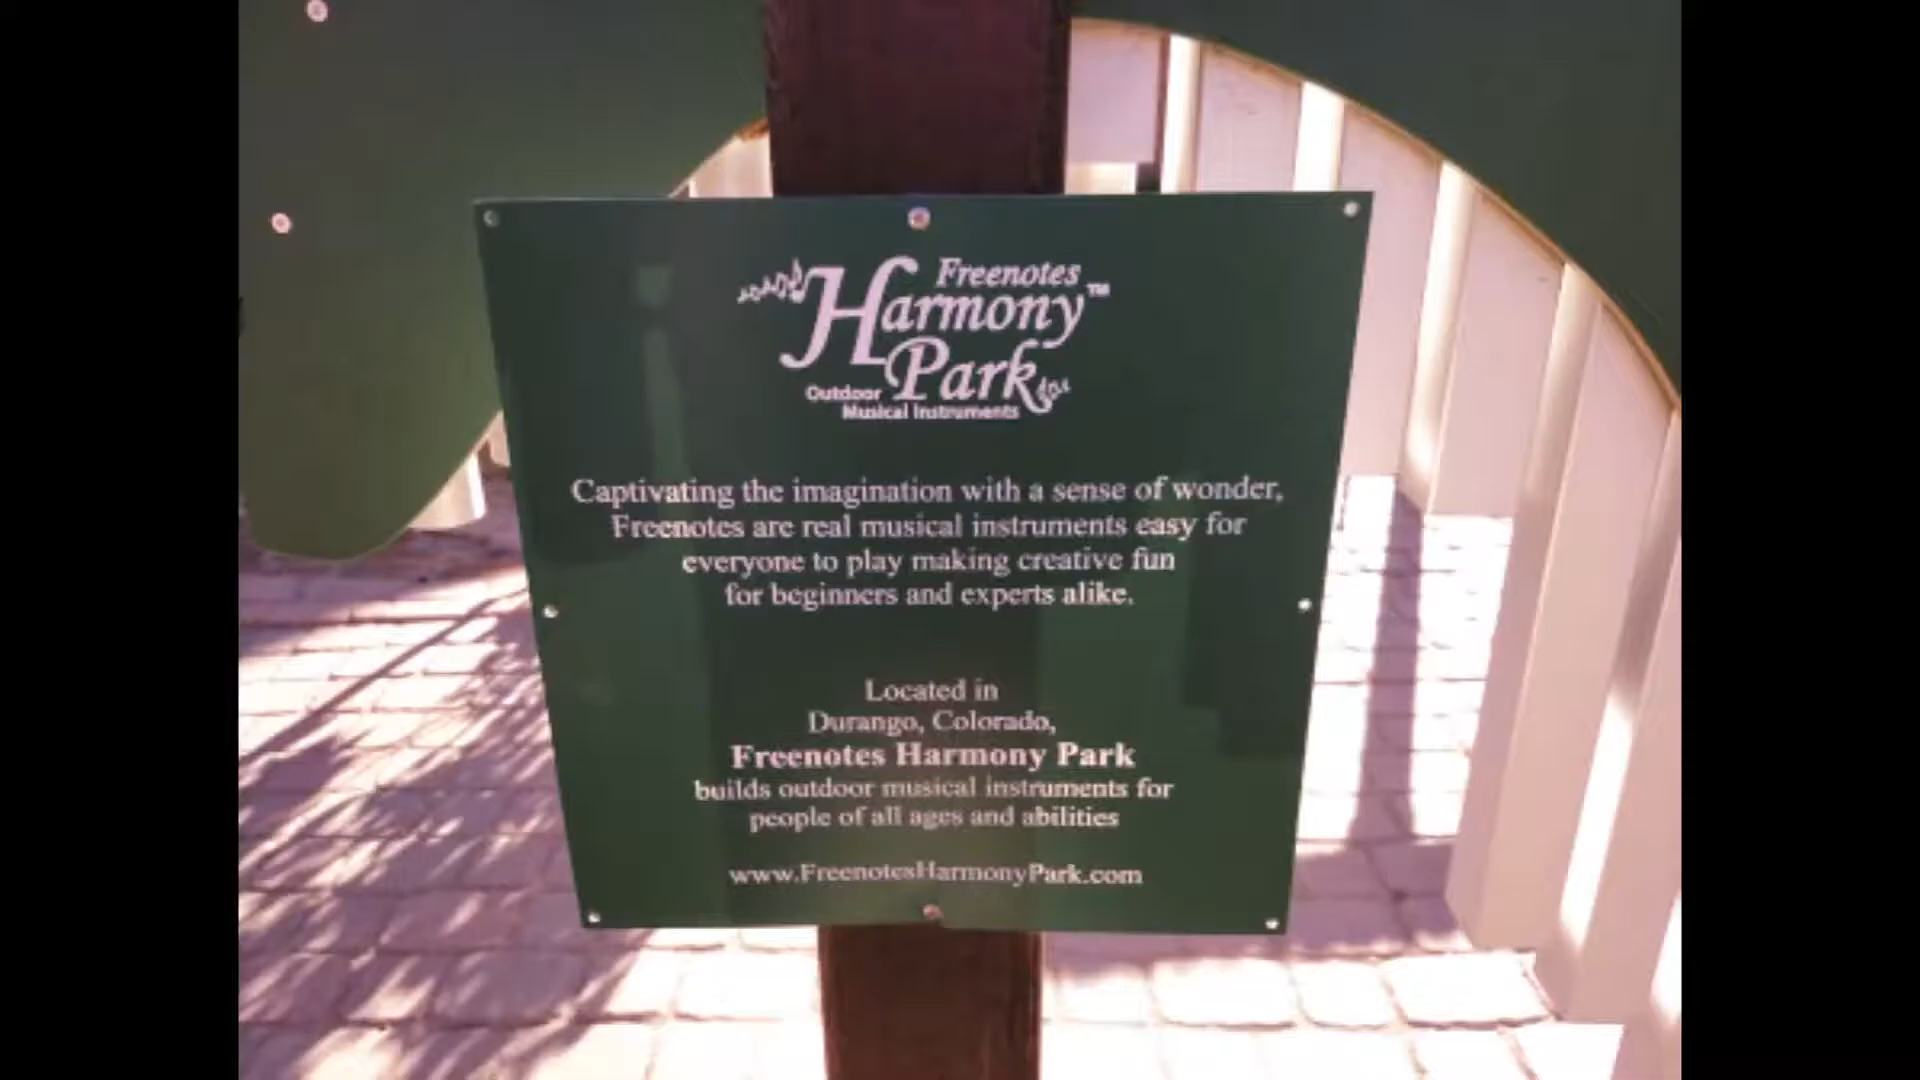 Freenotes
Harmony™
Park
Outdoor
Musical Instruments
Captivating the imagination with a sense of wonder,
Freenotes are real musical instruments easy for
everyone to play making creative fun
for beginners and experts alike.
Located in
Durango, Colorado,
Freenotes Harmony Park
builds outdoor musical instruments for
people of all ages and abilities
www.FreenotesHarmonyPark.com